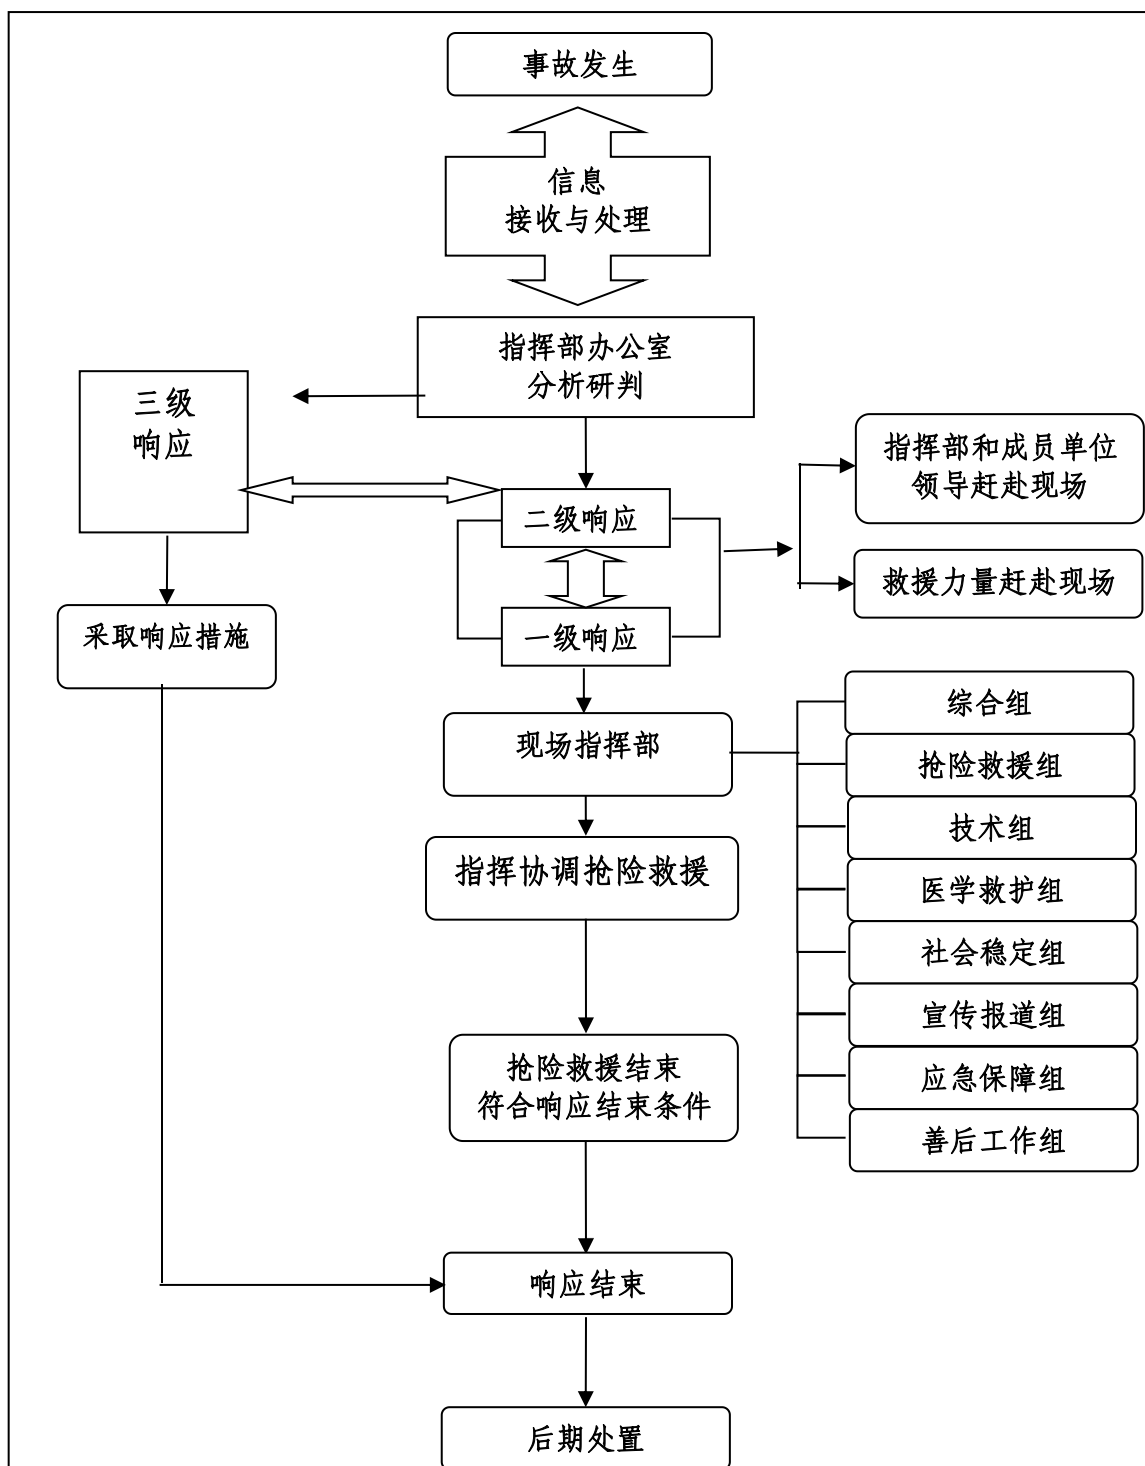 事故发生
信息
接收与处理
指挥部办公室
分析研判
三级
响应
指挥部和成员单位
领导赶赴现场
二级响应
救援力量赶赴现场
一级响应
采取响应措施
综合组
现场指挥部
抢险救援组
技术组
指挥协调抢险救援
医学救护组
社会稳定组
宣传报道组
抢险救援结束
符合响应结束条件
应急保障组
善后工作组
响应结束
后期处置